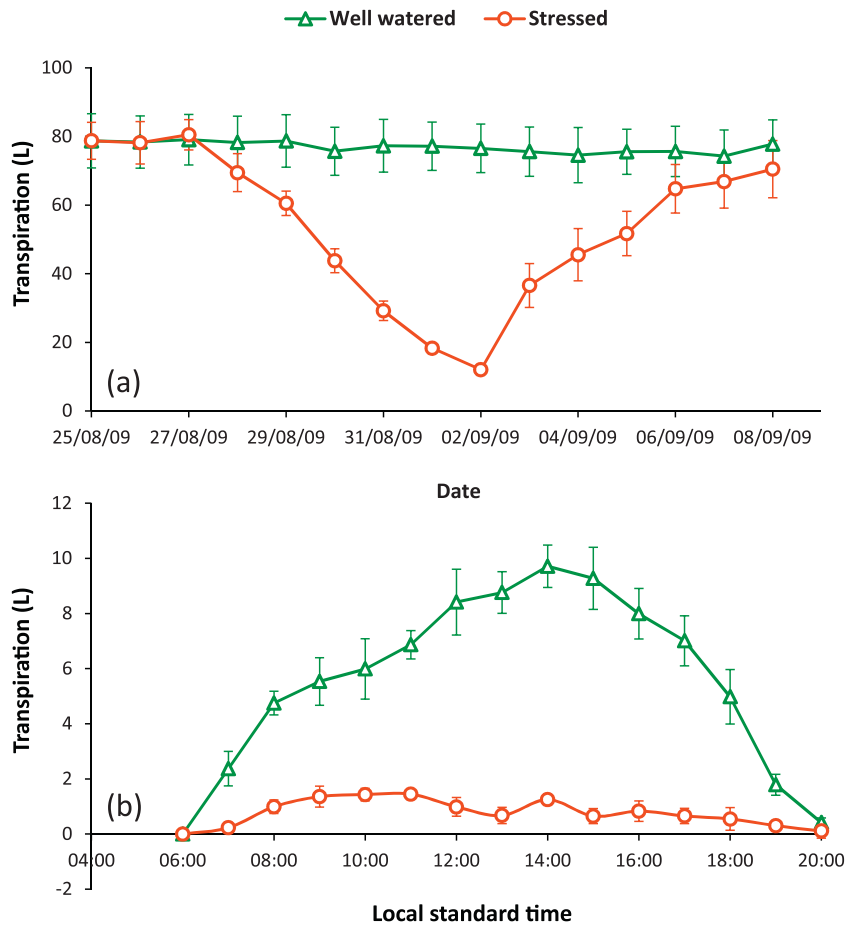 Well watered Stressed
100
80
60
40
20
0
Transpiration (L)
(a)
25/08/09 27/08/09 29/08/09 31/08/09 02/09/09 04/09/09 06/09/09 08/09/09
Date
12
10
8
6
4
2
0
-2
Transpiration (L)
(b)
04:00 06:00 08:00 10:00 12:00 14:00 16:00 18:00 20:00
Local standard time